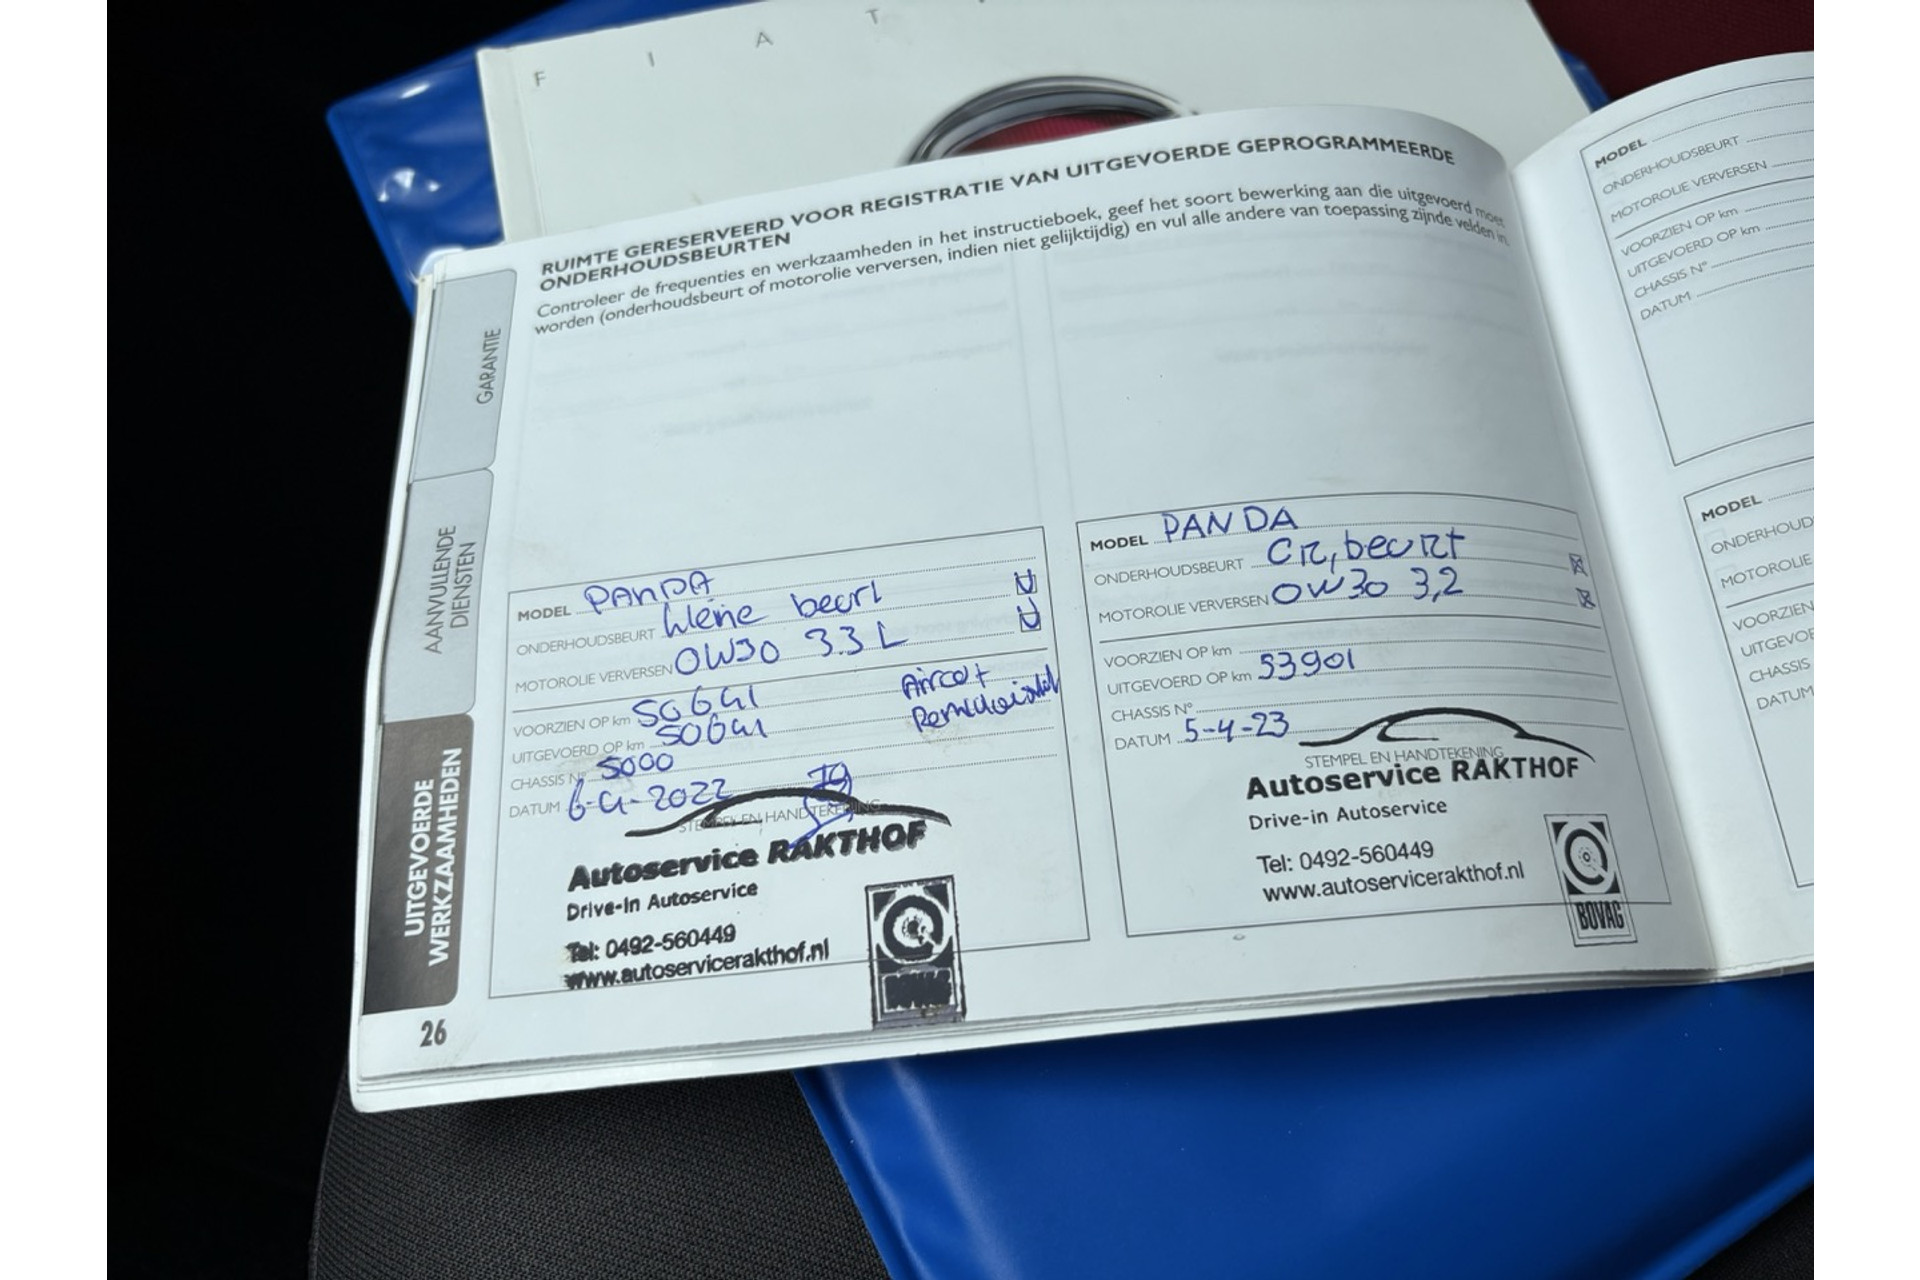 F I A T
RUIMTE GERESERVEERD VOOR REGISTRATIE VAN UITGEVOERDE GEPROGRAMMEERDE
ONDERHOUDSBEURTEN
Controleer de frequenties en werkzaamheden in het instructieboek, geef het soort bewerking aan die uitgevoerd moet
worden (onderhoudsbeurt of motorolie verversen, indien niet gelijktijdig) en vul alle andere van toepassing zijnde velden in.
GARANTIE
AANVULLENDE
DIENSTEN
UITGEVOERDE
WERKZAAMHEDEN
26
MODEL PANDA
ONDERHOUDSBEURT kleine beurt
MOTOROLIE VERVERSEN 0W30 3.3 L
VOORZIEN OP km
UITGEVOERD OP km
CHASSIS N° 5000
DATUM 6-4-2022
STEMPEL EN HANDTEKENING
Autoservice RAKTHOF
Drive-in Autoservice
Tel: 0492-560449
www.autoservicerakthof.nl
MODEL PANDA
ONDERHOUDSBEURT Gr, beurt
MOTOROLIE VERVERSEN 0W30 3,2
VOORZIEN OP km
UITGEVOERD OP km 53901
CHASSIS N°
DATUM 5-4-23
STEMPEL EN HANDTEKENING
Autoservice RAKTHOF
Drive-in Autoservice
Tel: 0492-560449
www.autoservicerakthof.nl
BOVAG
MODEL
ONDERHOUDSBEURT
MOTOROLIE VERVERSEN
VOORZIEN OP km
UITGEVOERD OP km
CHASSIS N°
DATUM
MODEL
ONDERHOUD
MOTOROLIE
VOORZIEN
UITGEVOE
CHASSIS
DATUM